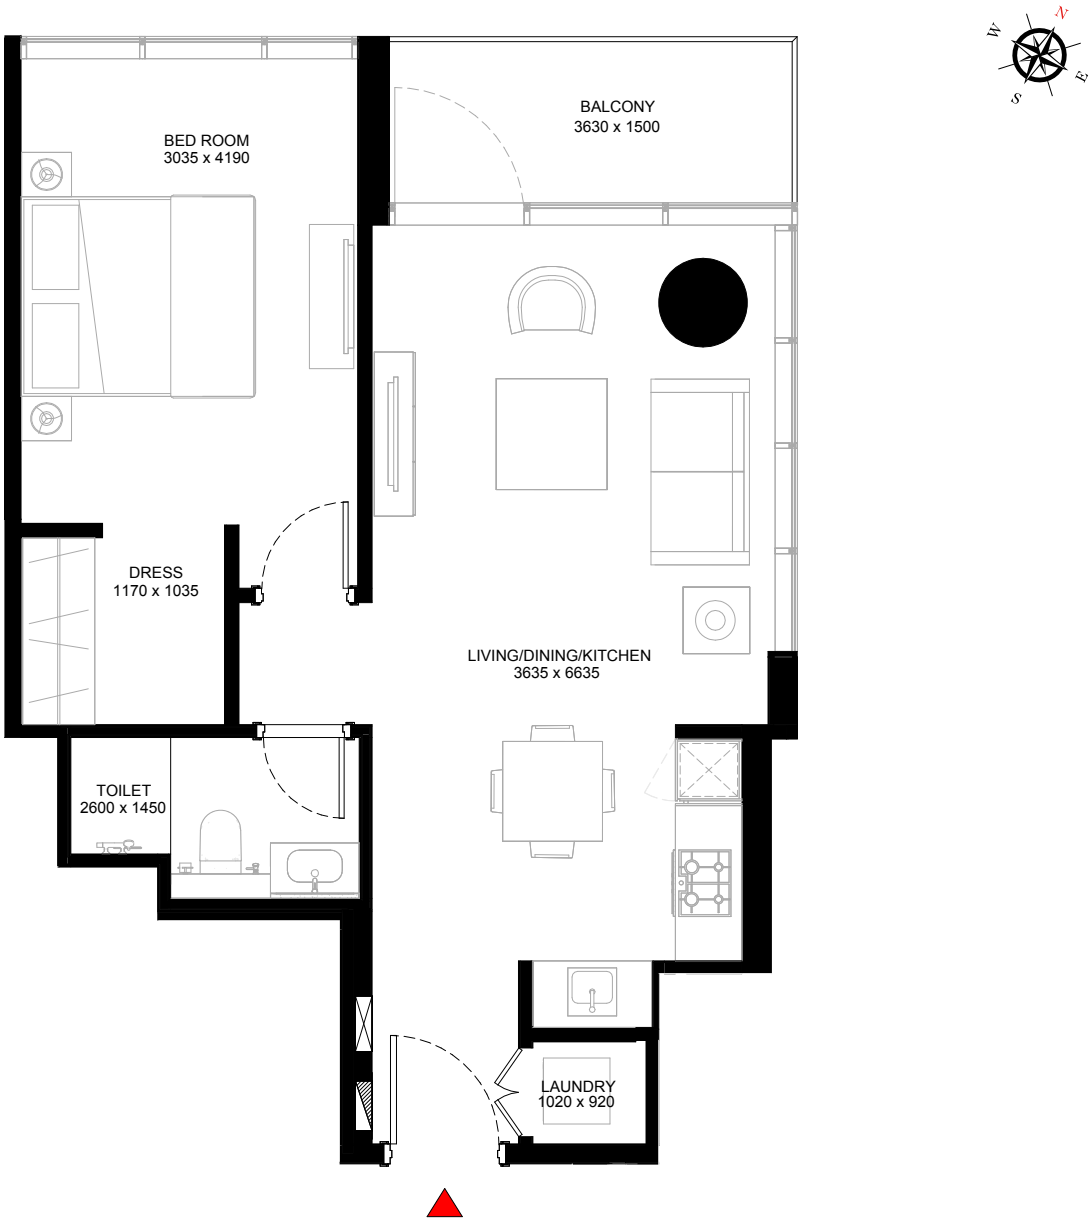 N
W
E
S
BALCONY
3630 x 1500
BED ROOM
3035 x 4190
DRESS
1170 x 1035
LIVING/DINING/KITCHEN
3635 x 6635
TOILET
2600 x 1450
LAUNDRY
1020 x 920